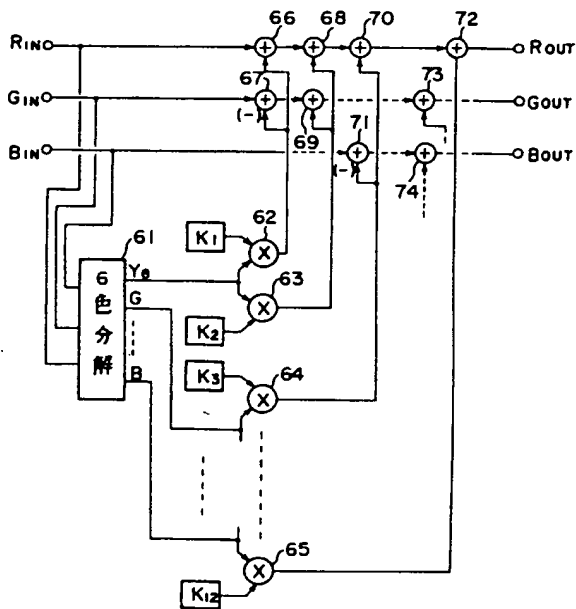 66 68 70 72
RIN ROUT
67 73
GIN GOUT
(-) 69 71
BIN BOUT
(-) 74
62
61 K1
Ye
63
6色分解 G
K2
K3 64
B
65
K12